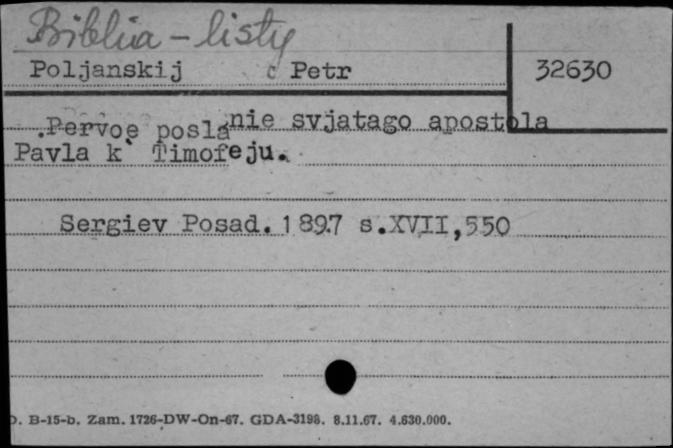 Biblia - listy
Poljanskij c Petr
32630
.Pervoe poslanie svjatago apostola
Pavla k` Timofeju.
Sergiev Posad. 1897 s.XVII,550
D. B-15-b. Zam. 1726-DW-On-67. GDA-3198. 8.11.67. 4.630.000.